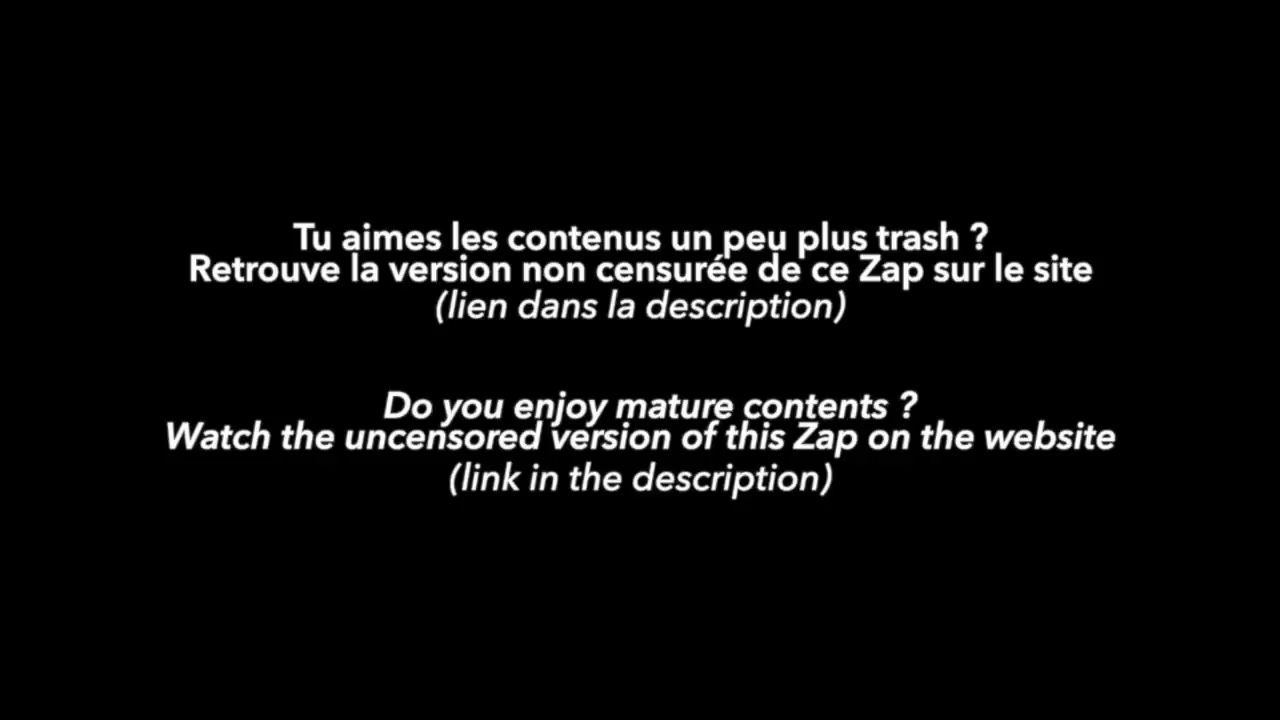 Tu aimes les contenus un peu plus trash ?
Retrouve la version non censurée de ce Zap sur le site
(lien dans la description)
Do you enjoy mature contents ?
Watch the uncensored version of this Zap on the website
(link in the description)